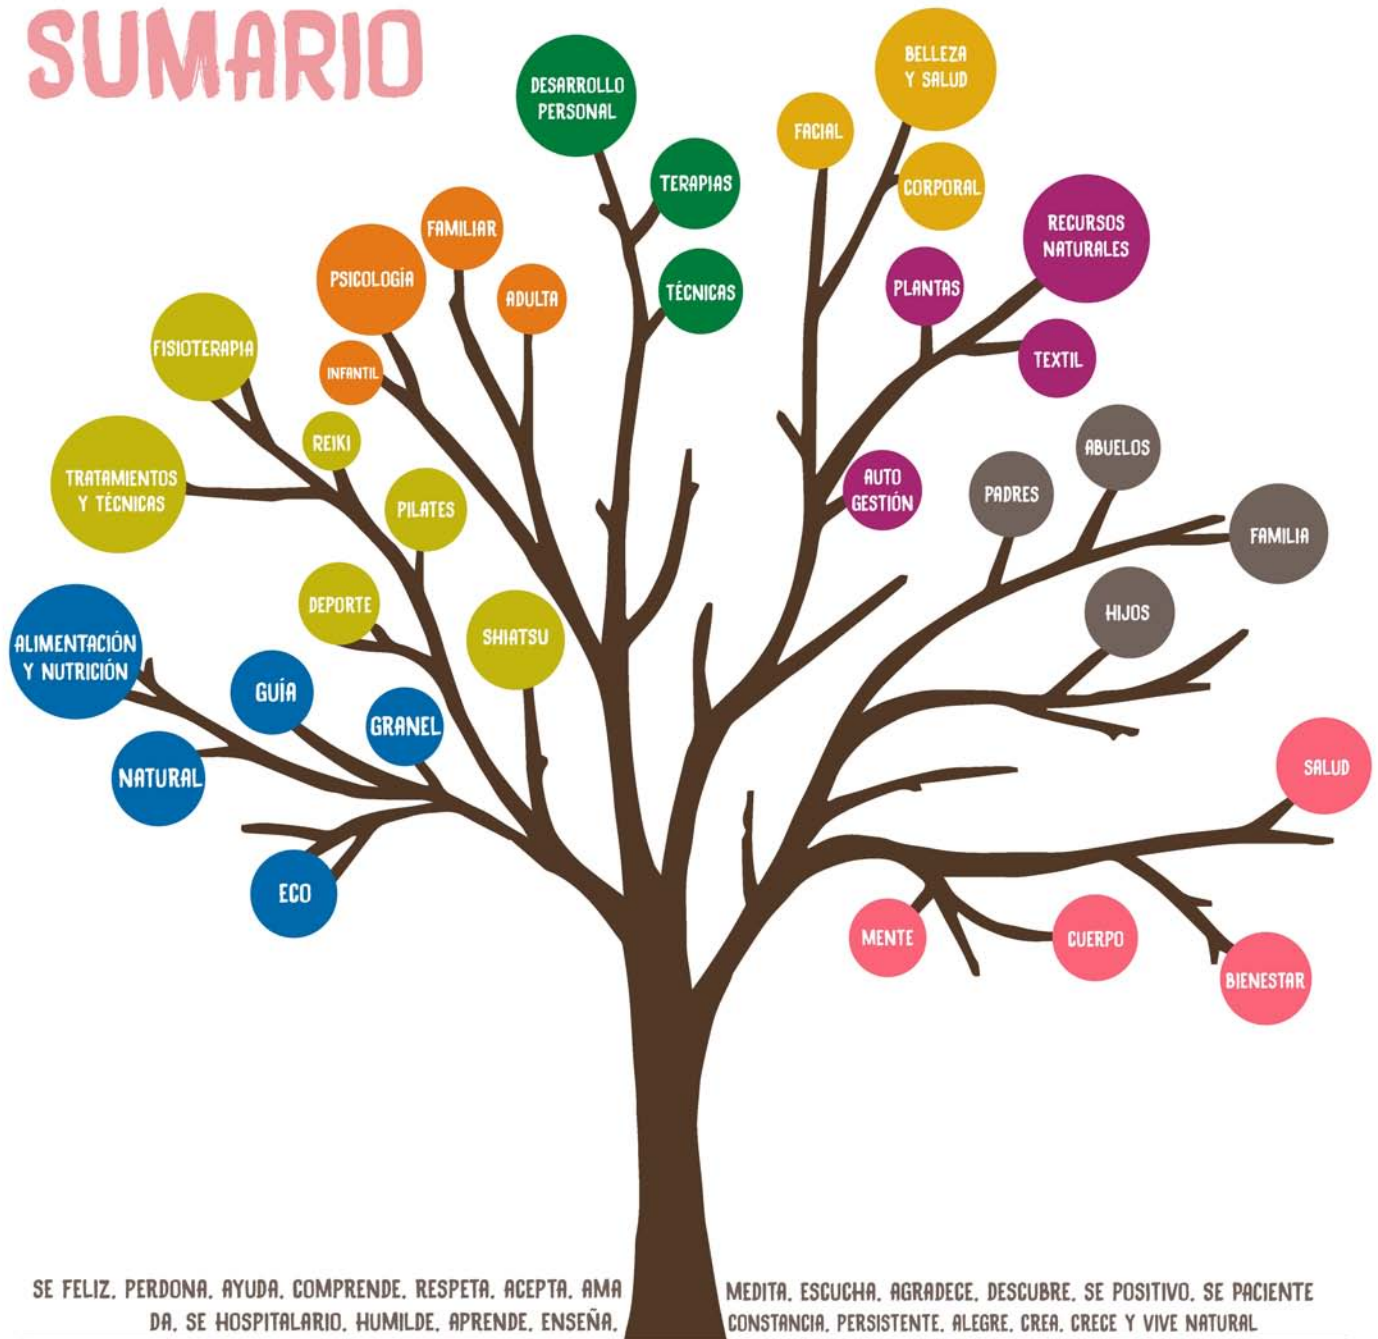 SUMARIO
DESARROLLO
PERSONAL
TERAPIAS
TÉCNICAS
BELLEZA
Y SALUD
FACIAL
CORPORAL
RECURSOS
NATURALES
PLANTAS
TEXTIL
AUTO
GESTIÓN
PSICOLOGÍA
FAMILIAR
ADULTA
INFANTIL
FISIOTERAPIA
TRATAMIENTOS
Y TÉCNICAS
REIKI
PILATES
DEPORTE
SHIATSU
ABUELOS
PADRES
FAMILIA
HIJOS
ALIMENTACIÓN
Y NUTRICIÓN
GUÍA
GRANEL
NATURAL
ECO
SALUD
MENTE
CUERPO
BIENESTAR
SE FELIZ. PERDONA. AYUDA. COMPRENDE. RESPETA. ACEPTA. AMA
DA. SE HOSPITALARIO. HUMILDE. APRENDE. ENSEÑA.
MEDITA. ESCUCHA. AGRADECE. DESCUBRE. SE POSITIVO. SE PACIENTE
CONSTANCIA. PERSISTENTE. ALEGRE. CREA. CRECE Y VIVE NATURAL